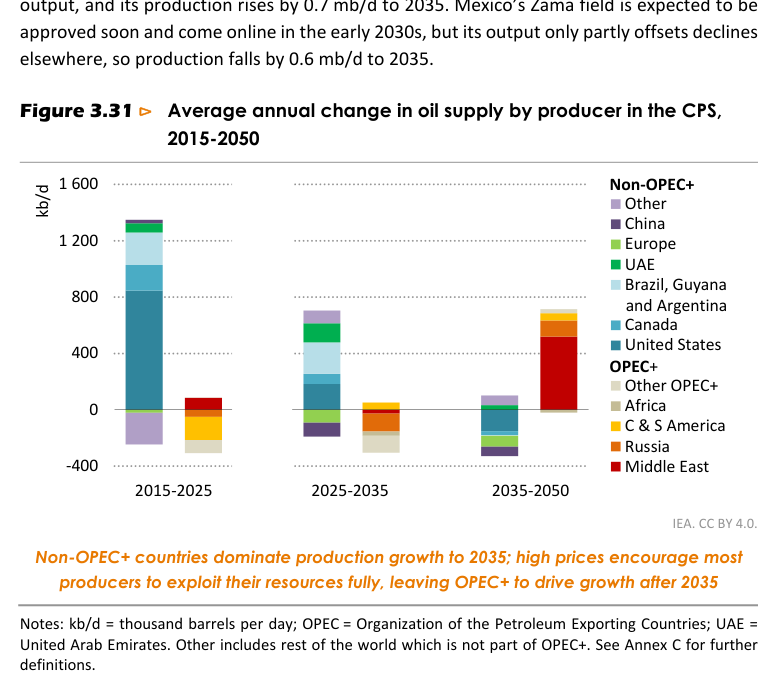 output, and its production rises by 0.7 mb/d to 2035. Mexico's Zama field is expected to be
approved soon and come online in the early 2030s, but its output only partly offsets declines
elsewhere, so production falls by 0.6 mb/d to 2035.
Figure 3.31 ▻ Average annual change in oil supply by producer in the CPS,
2015-2050
kb/d
1 600
1 200
800
400
0
-400
2015-2025
2025-2035
2035-2050
Non-OPEC+
Other
China
Europe
UAE
Brazil, Guyana
and Argentina
Canada
United States
OPEC+
Other OPEC+
Africa
C & S America
Russia
Middle East
IEA. CC BY 4.0.
Non-OPEC+ countries dominate production growth to 2035; high prices encourage most
producers to exploit their resources fully, leaving OPEC+ to drive growth after 2035
Notes: kb/d = thousand barrels per day; OPEC = Organization of the Petroleum Exporting Countries; UAE =
United Arab Emirates. Other includes rest of the world which is not part of OPEC+. See Annex C for further
definitions.